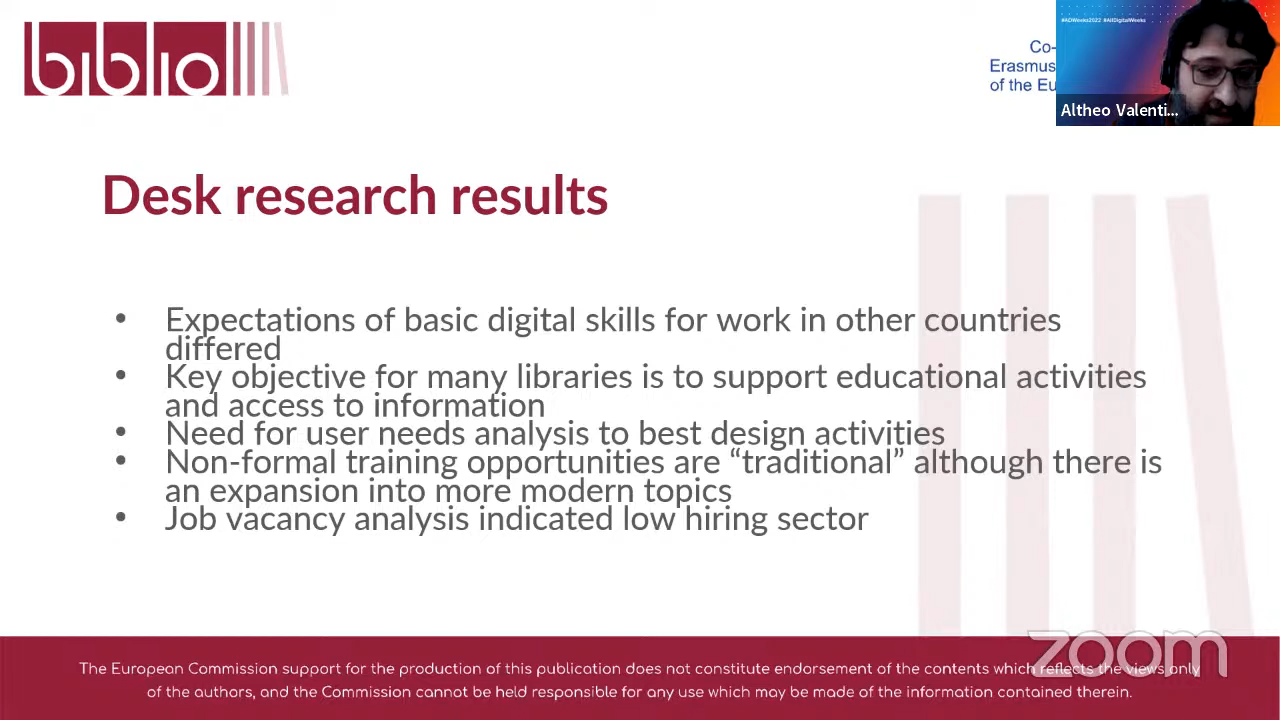 biblio
#ADWeeks2022 #AllDigitalWeeks
Co-
Erasmus
of the Eu
Altheo Valenti...
Desk research results
• Expectations of basic digital skills for work in other countries
differed
• Key objective for many libraries is to support educational activities
and access to information
• Need for user needs analysis to best design activities
• Non-formal training opportunities are “traditional” although there is
an expansion into more modern topics
• Job vacancy analysis indicated low hiring sector
zoom
The European Commission support for the production of this publication does not constitute endorsement of the contents which reflects the views only
of the authors, and the Commission cannot be held responsible for any use which may be made of the information contained therein.